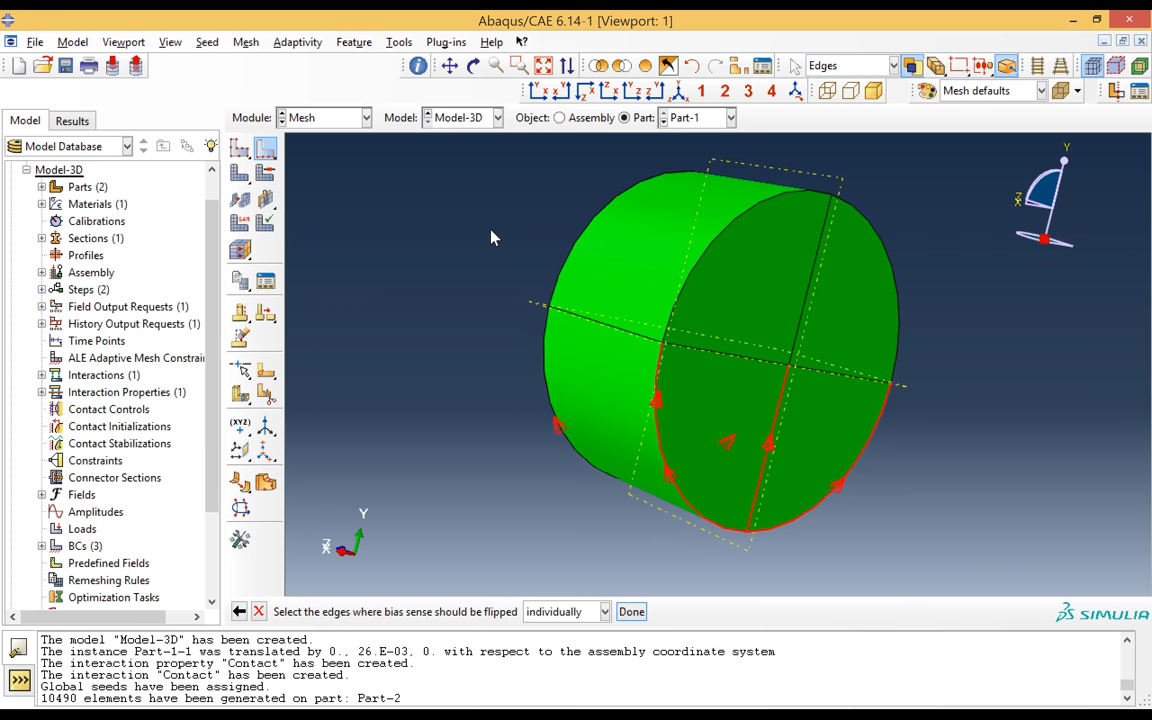 Abaqus/CAE 6.14-1 [Viewport: 1]
File Model Viewport View Seed Mesh Adaptivity Feature Tools Plug-ins Help
Edges
1 2 3 4
Mesh defaults
Model Results
Module: Mesh Model: Model-3D Object: Assembly Part: Part-1
Model Database
Model-3D
Parts (2)
Materials (1)
Calibrations
Sections (1)
Profiles
Assembly
Steps (2)
Field Output Requests (1)
History Output Requests (1)
Time Points
ALE Adaptive Mesh Constrai
Interactions (1)
Interaction Properties (1)
Contact Controls
Contact Initializations
Contact Stabilizations
Constraints
Connector Sections
Fields
Amplitudes
Loads
BCs (3)
Predefined Fields
Remeshing Rules
Optimization Tasks
Y
Z
X
Y
Z
X
Select the edges where bias sense should be flipped individually Done
SIMULIA
The model "Model-3D" has been created.
The instance Part-1-1 was translated by 0., 26.E-03, 0. with respect to the assembly coordinate system
The interaction property "Contact" has been created.
The interaction "Contact" has been created.
Global seeds have been assigned.
10490 elements have been generated on part: Part-2